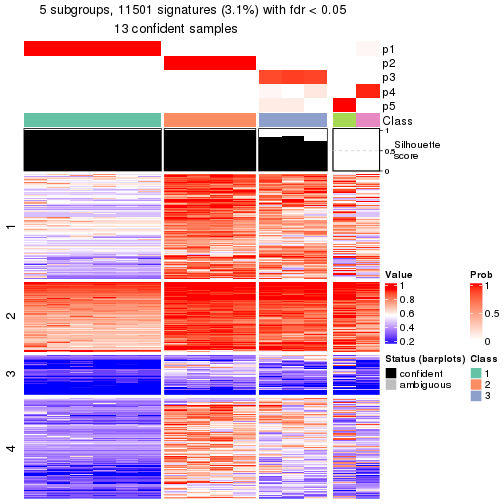 5 subgroups, 11501 signatures (3.1%) with fdr < 0.05
13 confident samples
p1
p2
p3
p4
p5
Class
1
0.5
0
Silhouette
score
1
2
3
4
Value
1
0.8
0.6
0.4
0.2
Prob
1
0.5
0
Status (barplots)
confident
ambiguous
Class
1
2
3